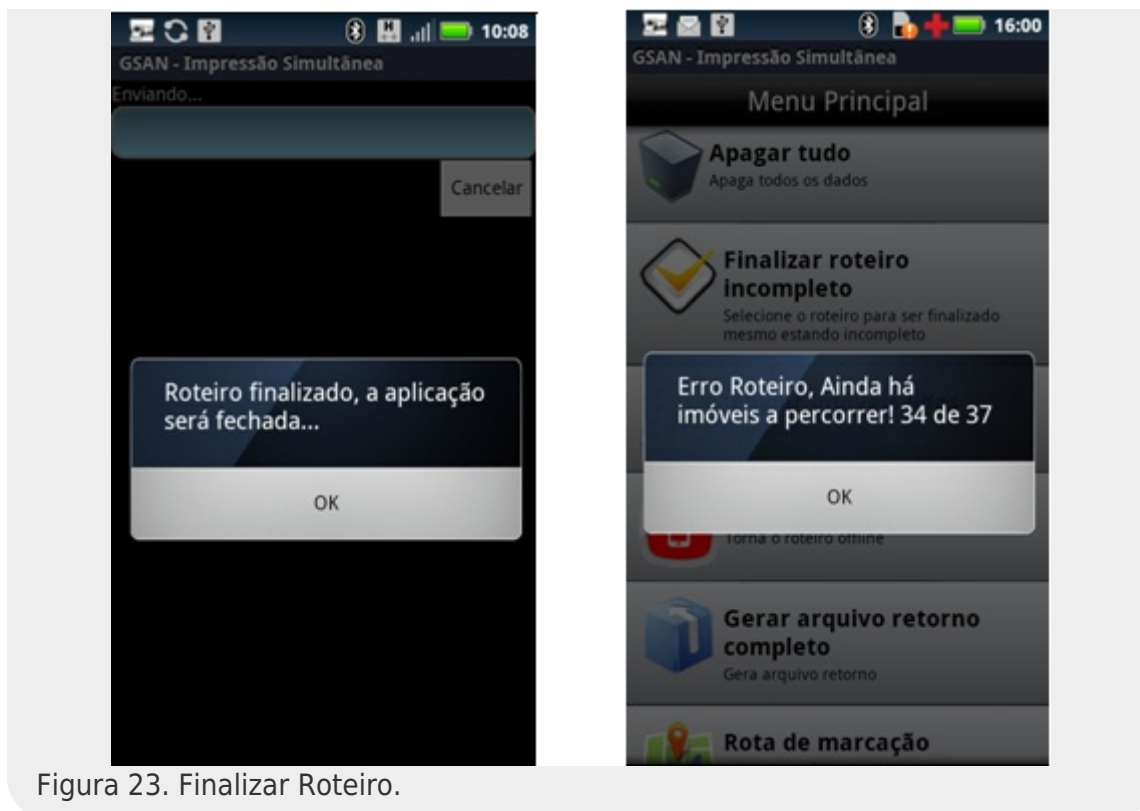 10:08
GSAN - Impressão Simultânea
Enviando...
Cancelar
Roteiro finalizado, a aplicação
será fechada...
OK
16:00
GSAN - Impressão Simultânea
Menu Principal
Apagar tudo
Apaga todos os dados
Finalizar roteiro
incompleto
Selecione o roteiro para ser finalizado
mesmo estando incompleto
Erro Roteiro, Ainda há
imóveis a percorrer! 34 de 37
OK
Torna o roteiro offline
Gerar arquivo retorno
completo
Gera arquivo retorno
Rota de marcação
Figura 23. Finalizar Roteiro.